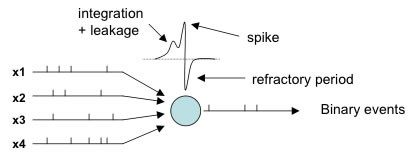 integration
+ leakage
spike
refractory period
x1
x2
x3
x4
Binary events